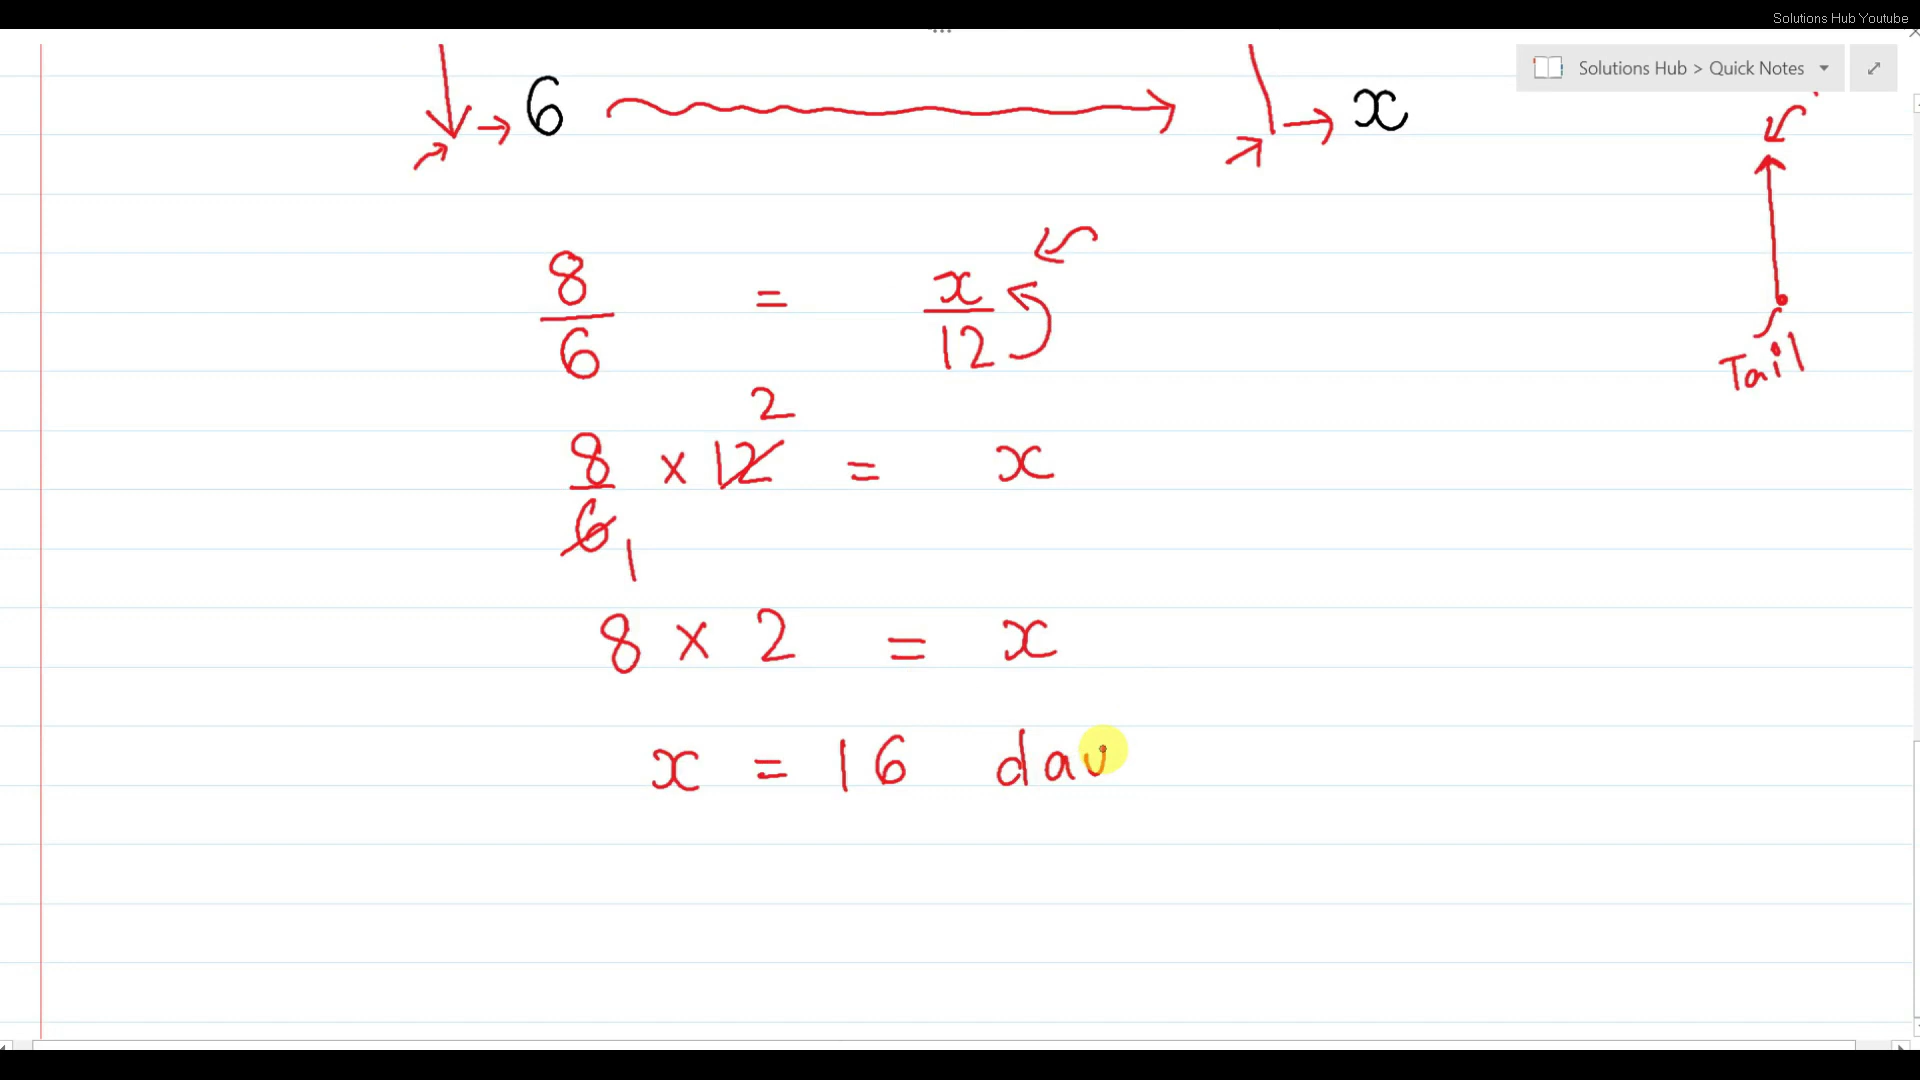 Solutions Hub Youtube
Solutions Hub > Quick Notes
6 x
8/6 = x/12
Tail
2
8/6 × 12 = x
1
8 × 2 = x
x = 16 day